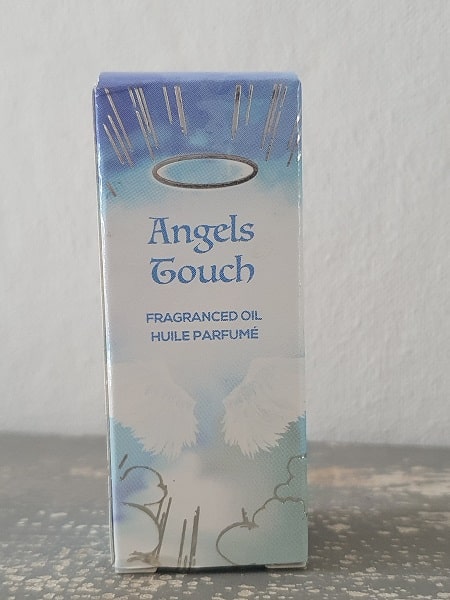 Angels
Touch
FRAGRANCED OIL
HUILE PARFUMÉ